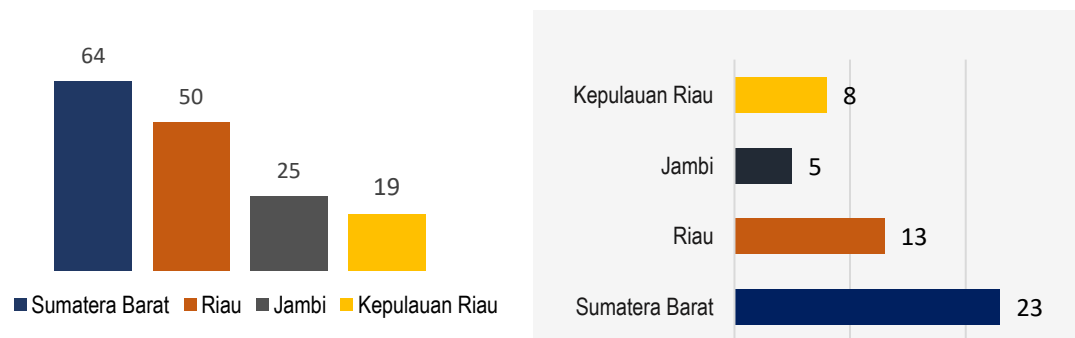 64
50
25
19
Sumatera Barat Riau Jambi Kepulauan Riau
Kepulauan Riau 8
Jambi 5
Riau 13
Sumatera Barat 23